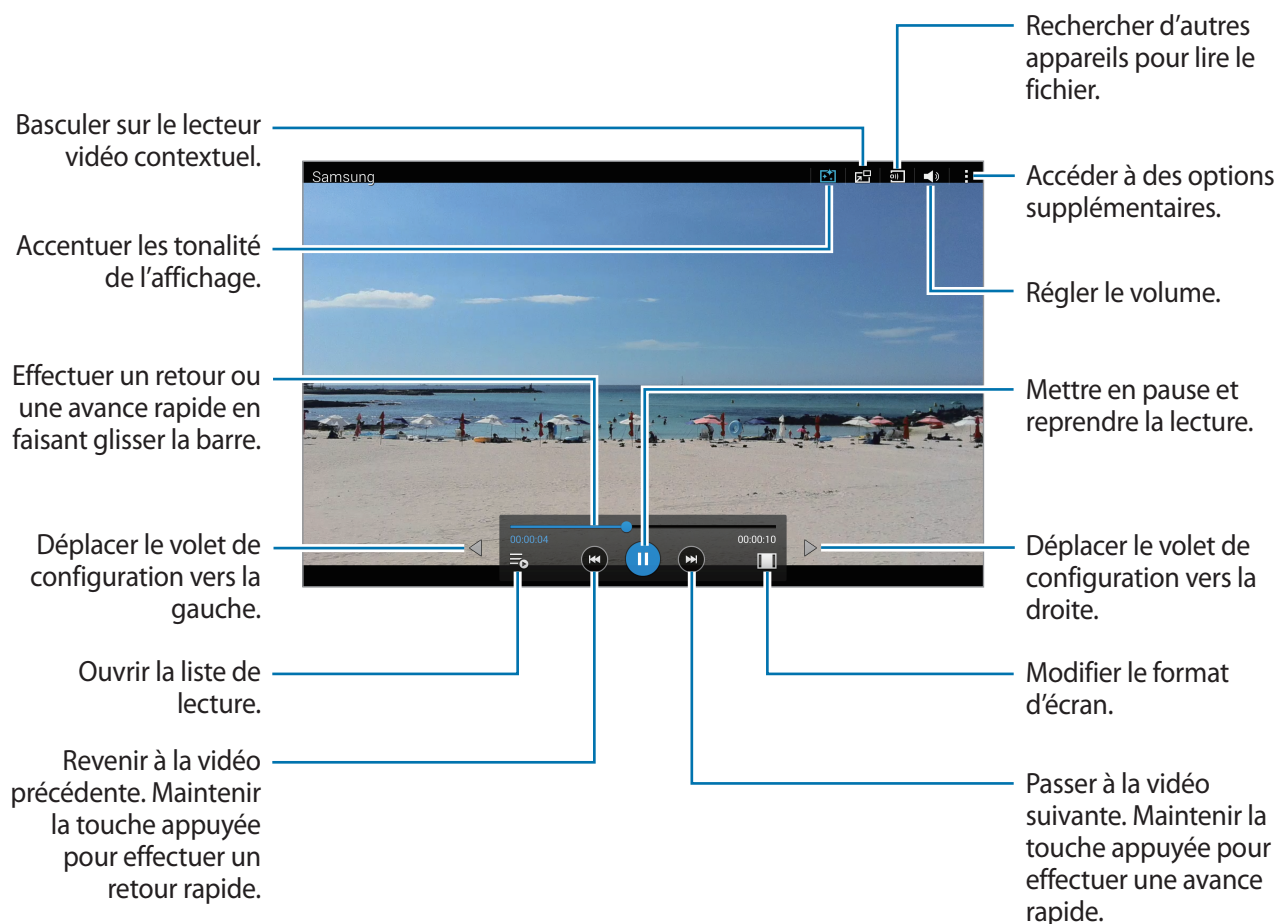 Rechercher d’autres
appareils pour lire le
fichier.
Basculer sur le lecteur
vidéo contextuel.
Samsung
Accéder à des options
supplémentaires.
Accentuer les tonalité
de l’affichage.
Régler le volume.
Effectuer un retour ou
une avance rapide en
faisant glisser la barre.
Mettre en pause et
reprendre la lecture.
00:00:04
00:00:10
Déplacer le volet de
configuration vers la
gauche.
Déplacer le volet de
configuration vers la
droite.
Ouvrir la liste de
lecture.
Modifier le format
d’écran.
Revenir à la vidéo
précédente. Maintenir
la touche appuyée
pour effectuer un
retour rapide.
Passer à la vidéo
suivante. Maintenir la
touche appuyée pour
effectuer une avance
rapide.